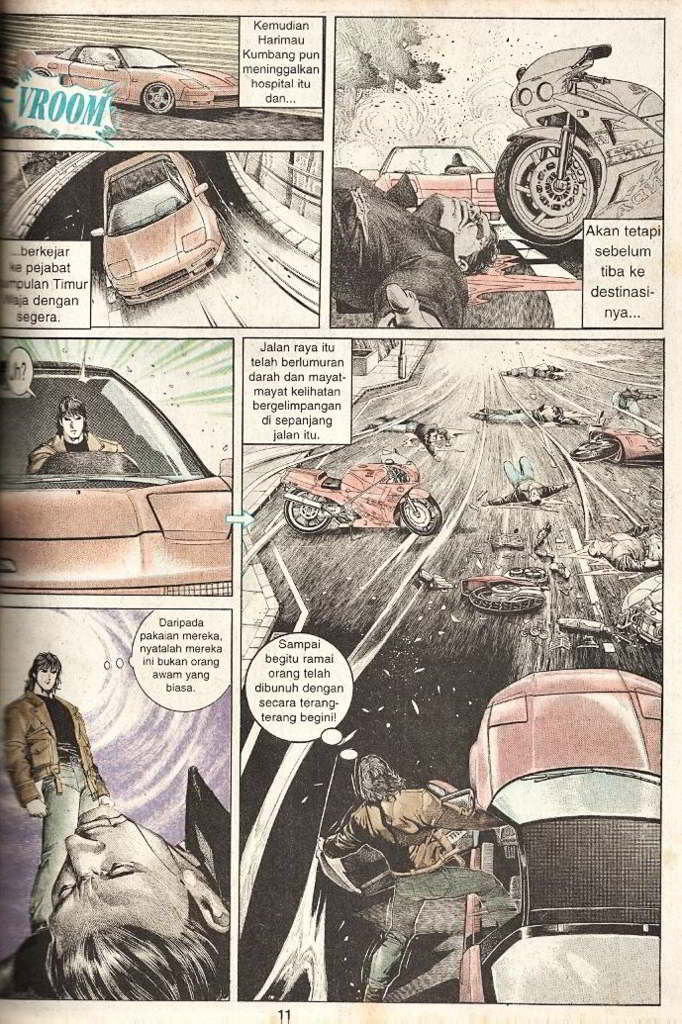 Kemudian
Harimau
Kumbang pun
meninggalkan
hospital itu
dan...
VROOM
...berkejar
ke pejabat
Timur
dengan
segera.
Akan tetapi
sebelum
tiba ke
destinasi-
nya...
Jalan raya itu
telah berlumuran
darah dan mayat-
mayat kelihatan
bergelimpangan
di sepanjang
jalan itu.
Daripada
pakaian mereka,
nyatalah mereka
ini bukan orang
awam yang
biasa.
Sampai
begitu ramai
orang telah
dibunuh dengan
secara terang-
terang begini!
11